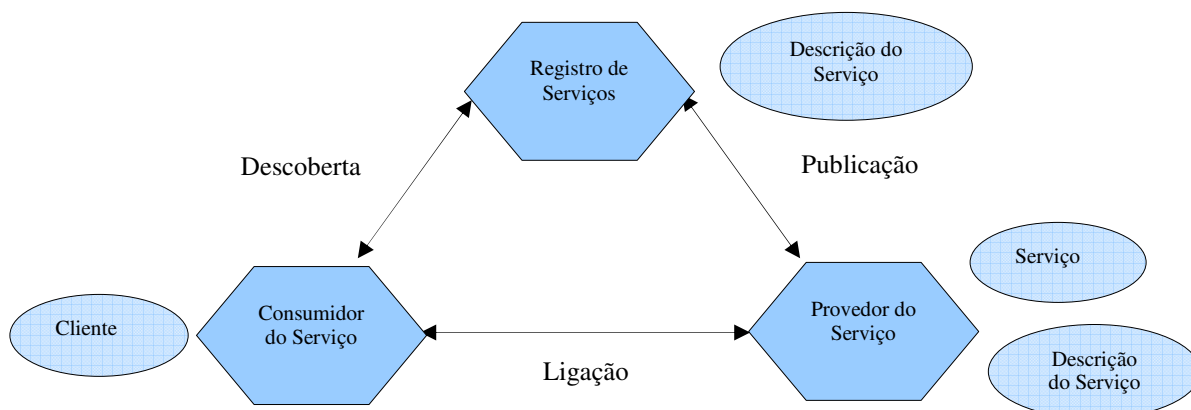 Registro de
Serviços
Descrição do
Serviço
Descoberta
Publicação
Cliente
Consumidor
do Serviço
Ligação
Provedor do
Serviço
Serviço
Descrição
do Serviço